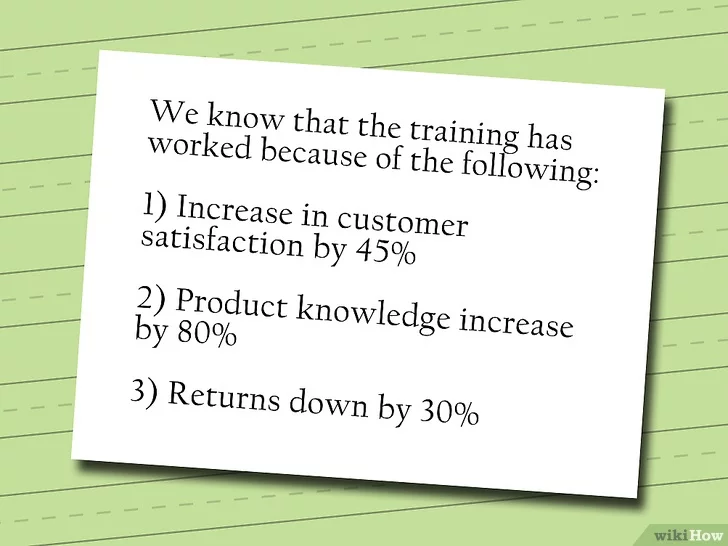 We know that the training has
worked because of the following:
1) Increase in customer
satisfaction by 45%
2) Product knowledge increase
by 80%
3) Returns down by 30%
wikiHow